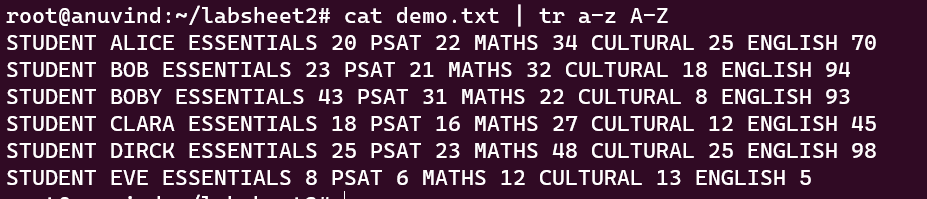 root@anuvind:~/labsheet2# cat demo.txt | tr a-z A-Z
STUDENT ALICE ESSENTIALS 20 PSAT 22 MATHS 34 CULTURAL 25 ENGLISH 70
STUDENT BOB ESSENTIALS 23 PSAT 21 MATHS 32 CULTURAL 18 ENGLISH 94
STUDENT BOBY ESSENTIALS 43 PSAT 31 MATHS 22 CULTURAL 8 ENGLISH 93
STUDENT CLARA ESSENTIALS 18 PSAT 16 MATHS 27 CULTURAL 12 ENGLISH 45
STUDENT DIRCK ESSENTIALS 25 PSAT 23 MATHS 48 CULTURAL 25 ENGLISH 98
STUDENT EVE ESSENTIALS 8 PSAT 6 MATHS 12 CULTURAL 13 ENGLISH 5